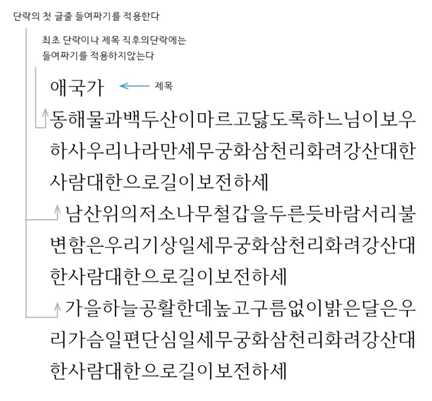 단락의 첫 글줄 들여짜기를 적용한다
최초 단락이나 제목 직후의단락에는
들여짜기를 적용하지않는다
애국가
제목
동해물과백두산이마르고닳도록하느님이보우
하사우리나라만세무궁화삼천리화려강산대한
사람대한으로길이보전하세
남산위의저소나무철갑을두른듯바람서리불
변함은우리기상일세무궁화삼천리화려강산대
한사람대한으로길이보전하세
가을하늘공활한데높고구름없이밝은달은우
리가슴일편단심일세무궁화삼천리화려강산대
한사람대한으로길이보전하세